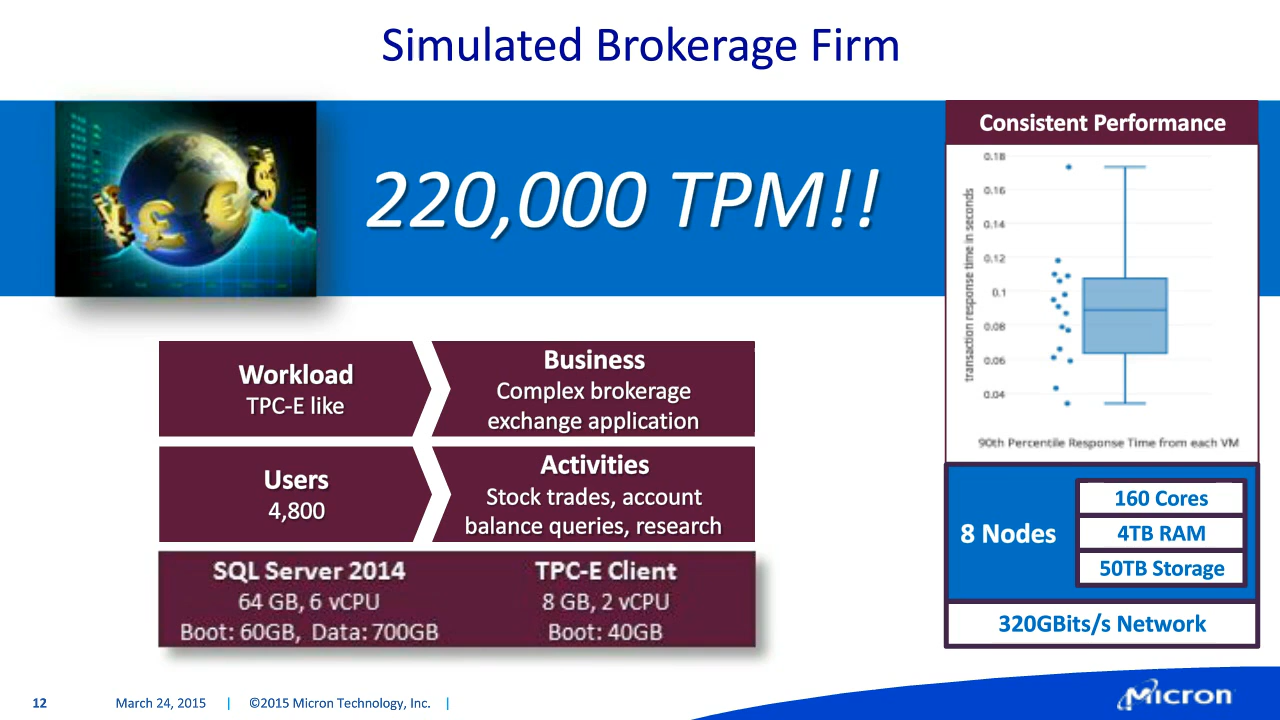 Simulated Brokerage Firm
220,000 TPM!!
Consistent Performance
0.18
0.16
0.14
0.12
0.1
0.08
0.06
0.04
transaction response time in seconds
90th Percentile Response Time from each VM
Workload
TPC-E like
Business
Complex brokerage
exchange application
Users
4,800
Activities
Stock trades, account
balance queries, research
SQL Server 2014
64 GB, 6 vCPU
Boot: 60GB, Data: 700GB
TPC-E Client
8 GB, 2 vCPU
Boot: 40GB
8 Nodes
160 Cores
4TB RAM
50TB Storage
320GBits/s Network
12 March 24, 2015 | ©2015 Micron Technology, Inc. |
Micron